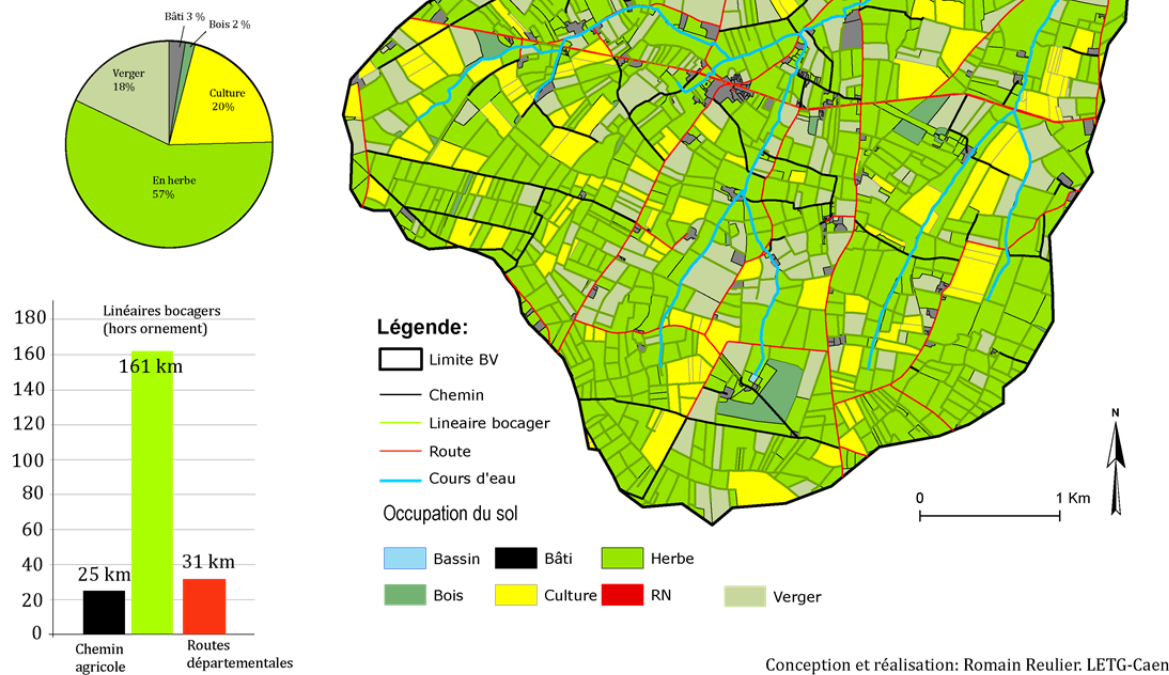 Bâti 3 %
Bois 2 %
Verger
18%
Culture
20%
En herbe
57%
Linéaires bocagers
(hors ornement)
180
160
140
120
100
80
60
40
20
0
161 km
25 km
31 km
Chemin
agricole
Routes
départementales
Légende:
Limite BV
Chemin
Lineaire bocager
Route
Cours d'eau
Occupation du sol
Bassin
Bâti
Herbe
Bois
Culture
RN
Verger
N
0
1 Km
Conception et réalisation: Romain Reulier. LETG-Caen